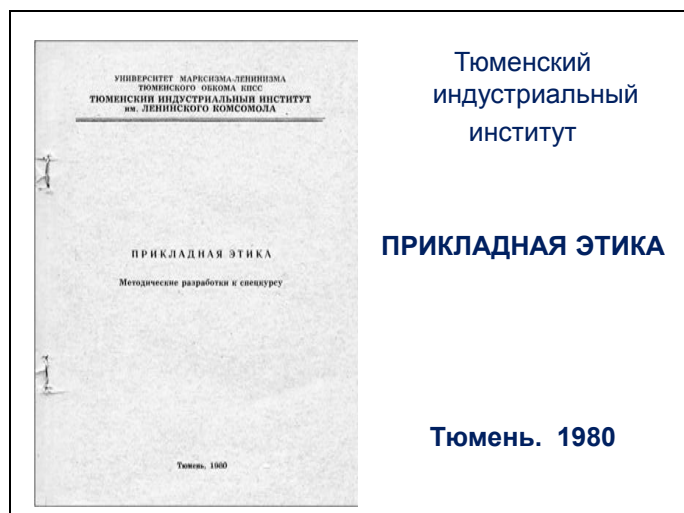 УНИВЕРСИТЕТ МАРКСИЗМА-ЛЕНИНИЗМА
ТЮМЕНСКОГО ОБКОМА КПСС
ТЮМЕНСКИЙ ИНДУСТРИАЛЬНЫЙ ИНСТИТУТ
им. ЛЕНИНСКОГО КОМСОМОЛА
ПРИКЛАДНАЯ ЭТИКА
Методические разработки к спецкурсу
Тюмень, 1980
Тюменский
индустриальный
институт
ПРИКЛАДНАЯ ЭТИКА
Тюмень. 1980